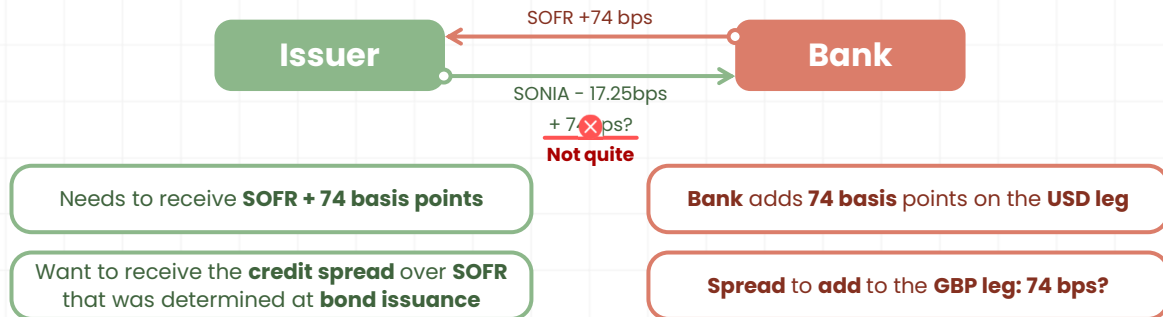 SOFR +74 bps
Issuer
Bank
SONIA - 17.25bps
+ 7 ps?
Not quite
Needs to receive SOFR + 74 basis points
Bank adds 74 basis points on the USD leg
Want to receive the credit spread over SOFR
that was determined at bond issuance
Spread to add to the GBP leg: 74 bps?